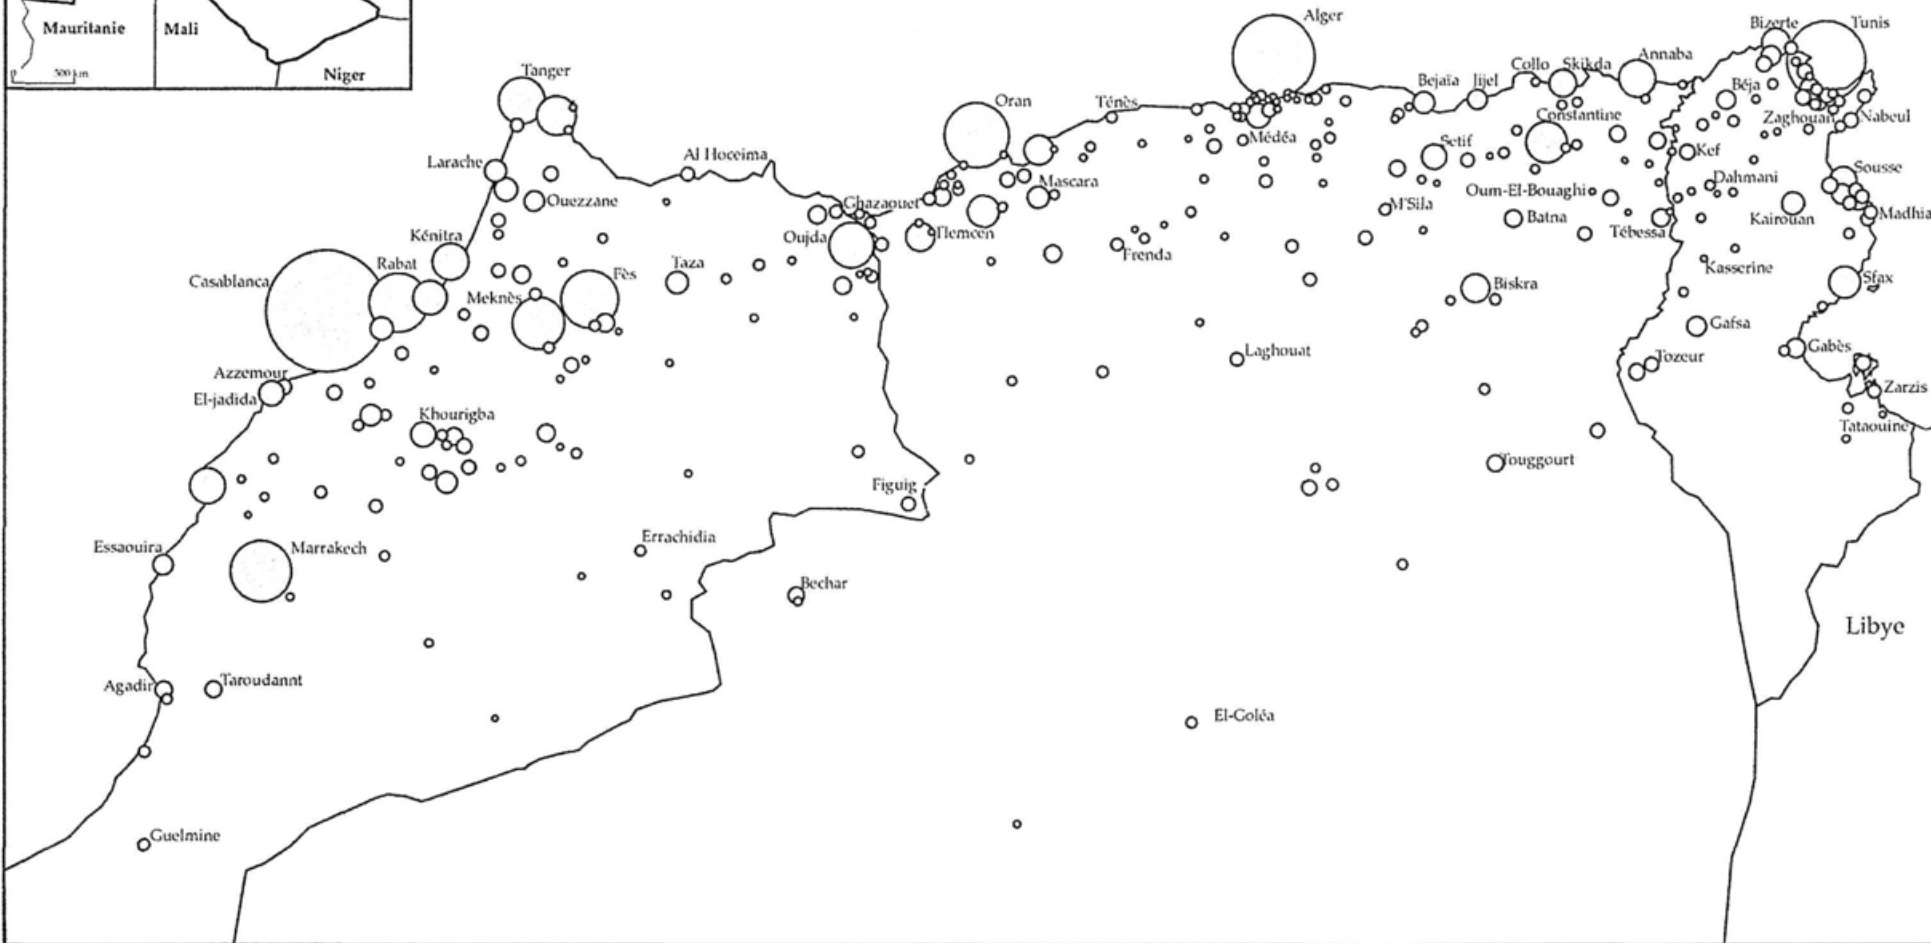 Mauritanie
Mali
500 km
Niger
Alger
Bizerte
Tunis
Tanger
Collo
Skikda
Annaba
Bejaïa
Jijel
Béja
Oran
Ténès
Constantine
Zaghouan
Nabeul
Médéa
Setif
Kef
Larache
Al Hoceima
Sousse
Mascara
Dahmani
Oum-El-Bouaghi
Ouezzane
Ghazaouet
M'Sila
Batna
Kairouan
Madhia
Kénitra
Oujda
Tlemcen
Tébessa
Frenda
Rabat
Casablanca
Taza
Fès
Kasserine
Sfax
Meknès
Biskra
Gafsa
Laghouat
Gabès
Tozeur
Azzemour
El-jadida
Zarzis
Khourigba
Tataouine
Touggourt
Figuig
Errachidia
Essaouira
Marrakech
Bechar
Libye
Agadir
Taroudannt
El-Goléa
Guelmine